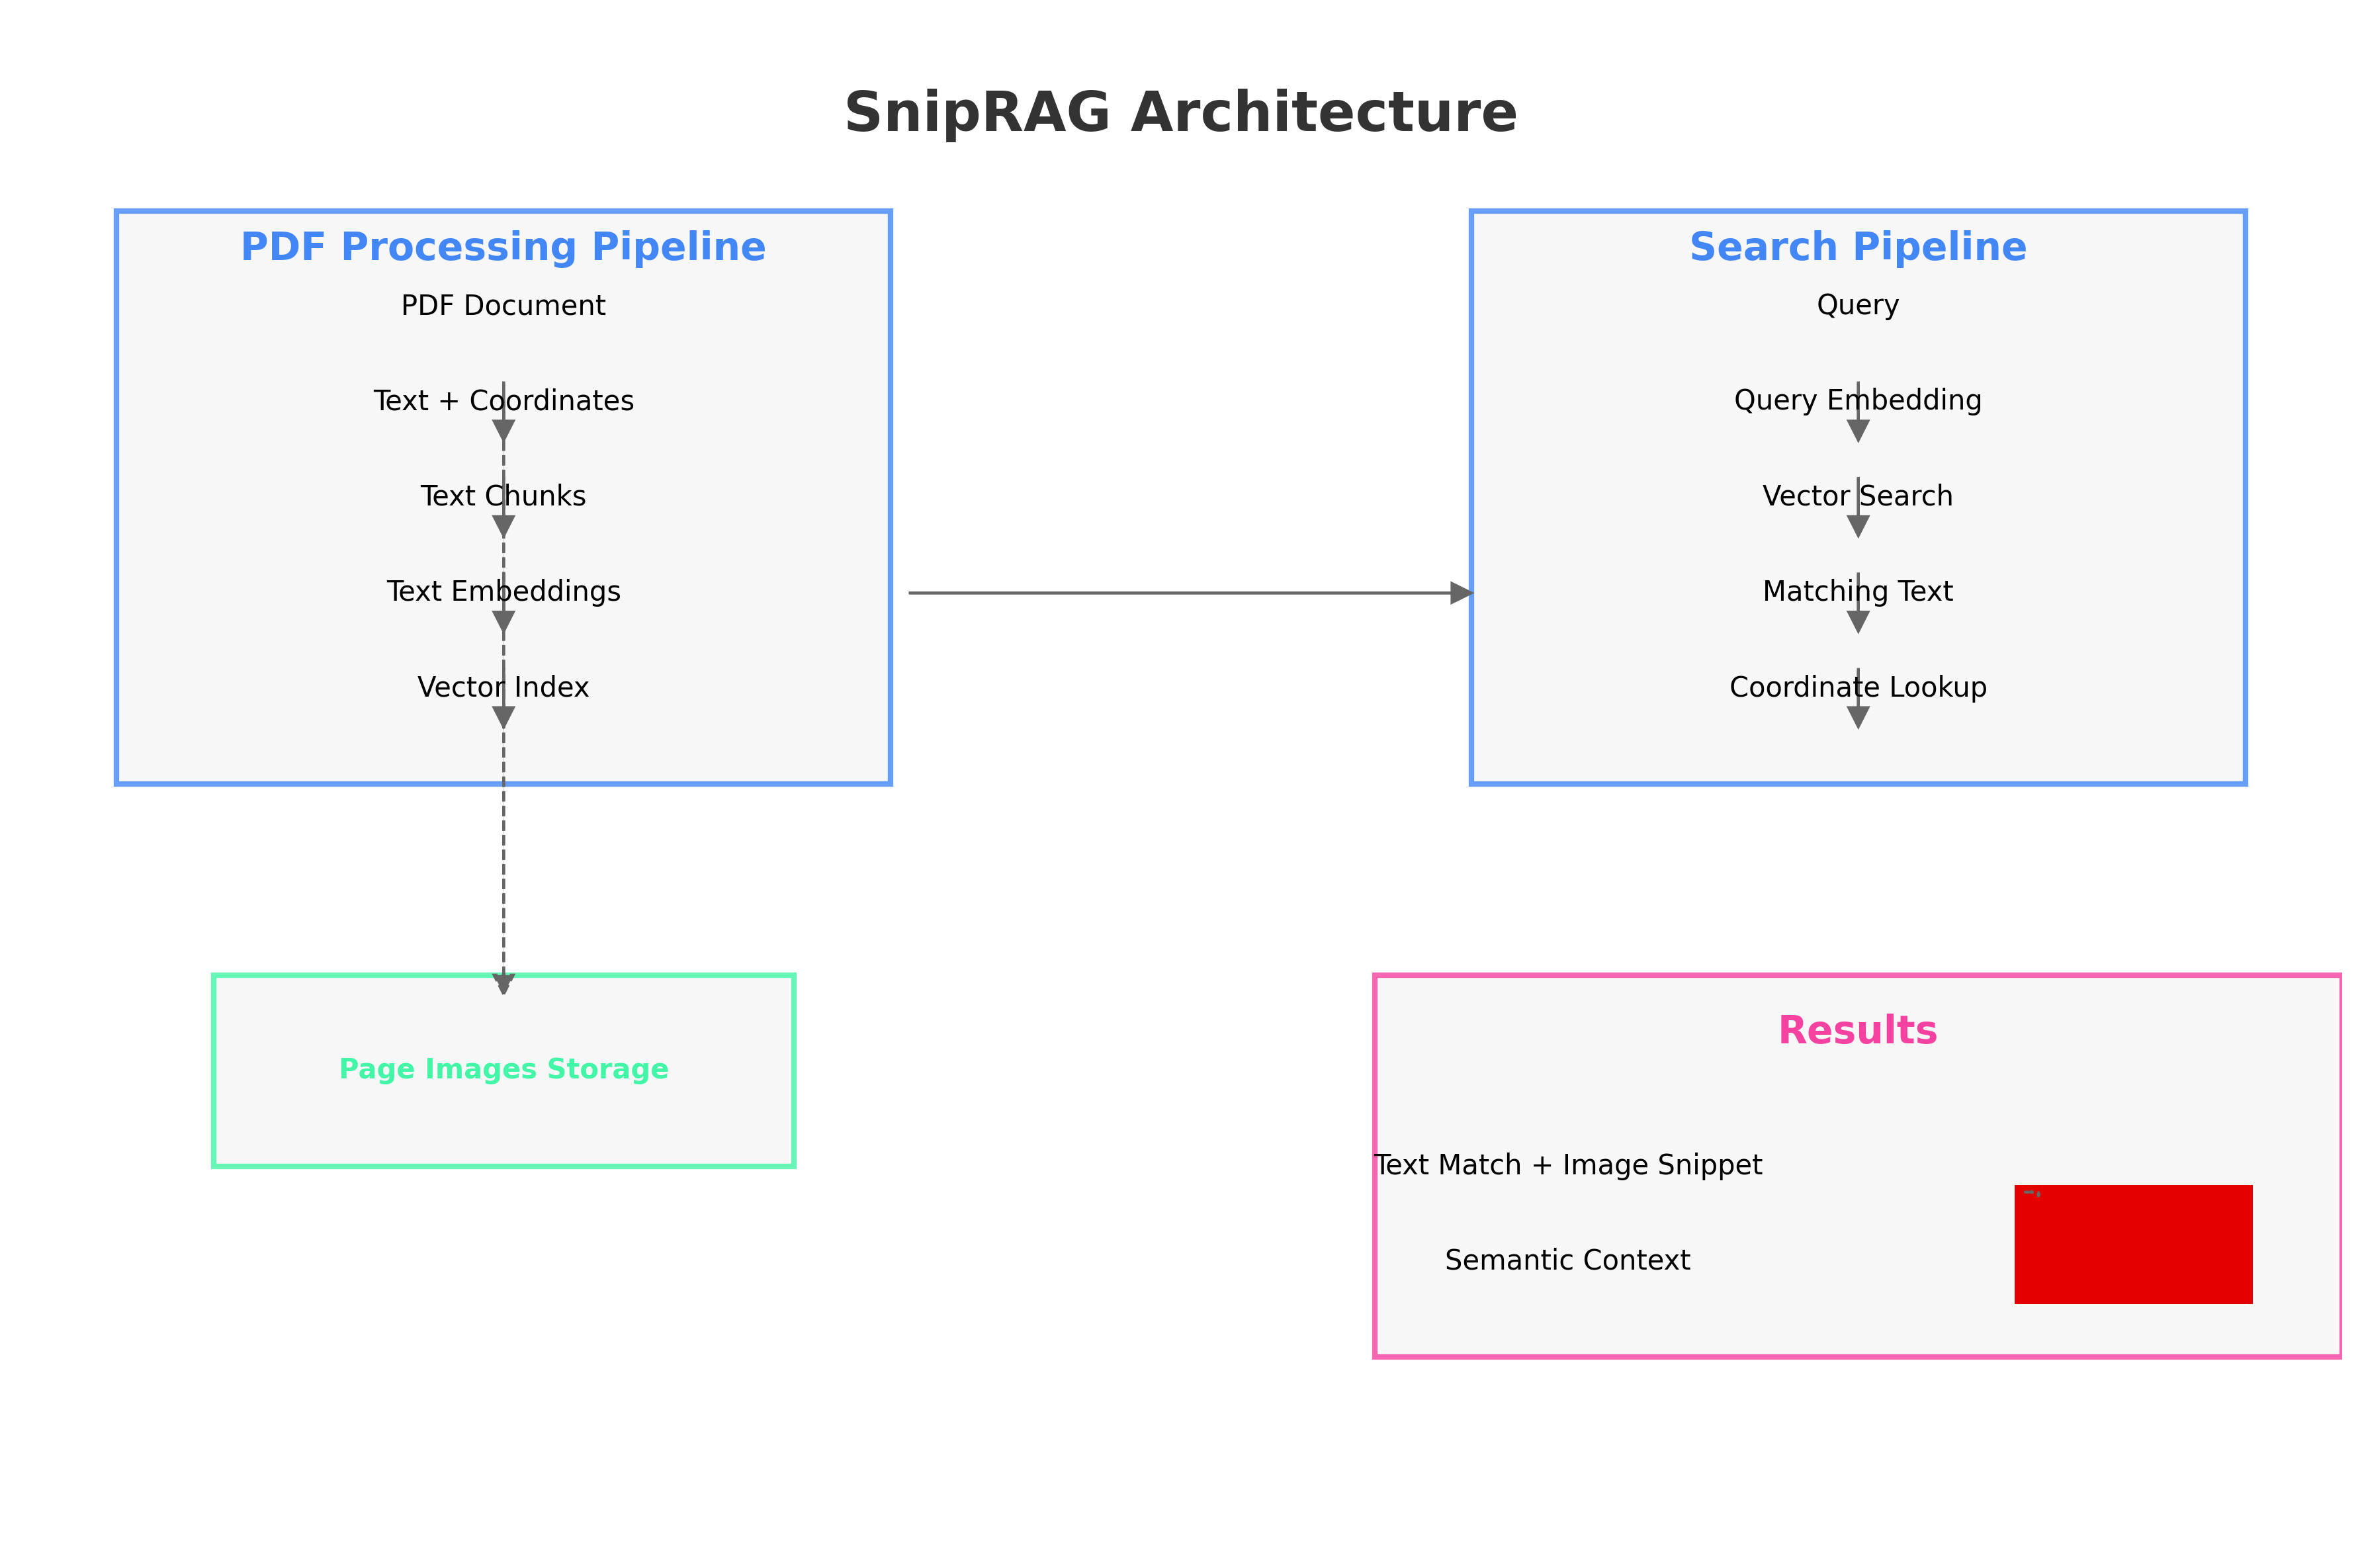 SnipRAG Architecture
PDF Processing Pipeline
PDF Document
Text + Coordinates
Text Chunks
Text Embeddings
Vector Index
Search Pipeline
Query
Query Embedding
Vector Search
Matching Text
Coordinate Lookup
Page Images Storage
Results
Text Match + Image Snippet
Semantic Context